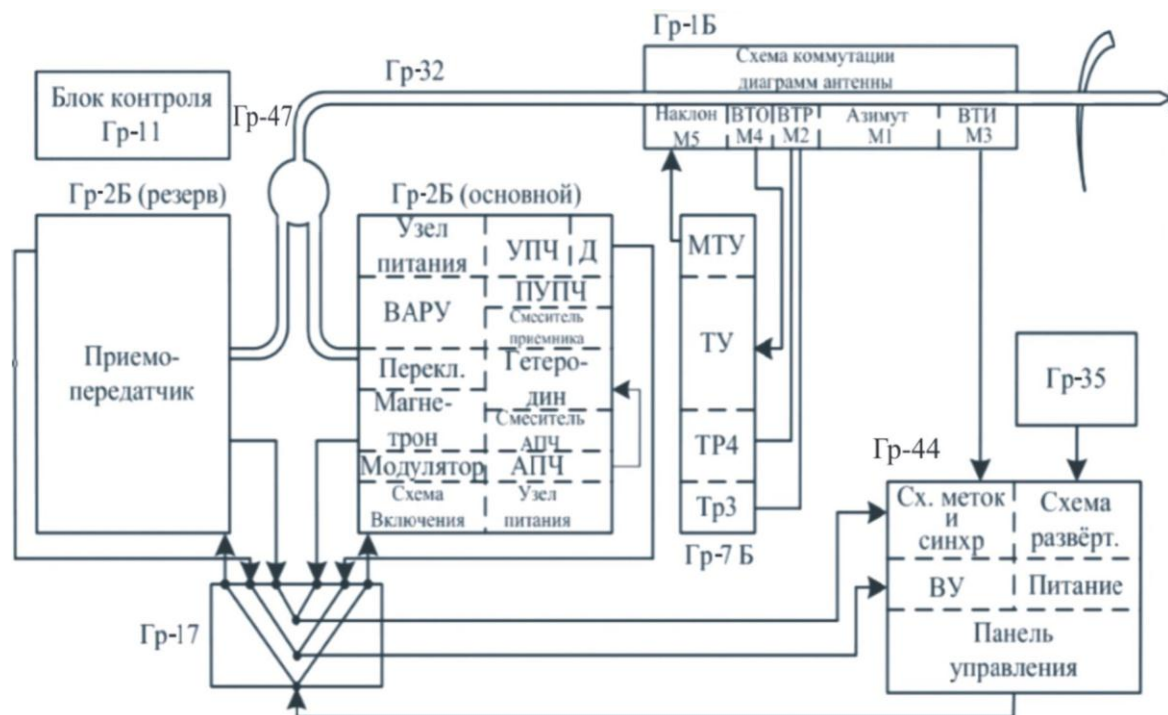 Гр-1Б
Схема коммутации
диаграмм антенны
Гр-32
Блок контроля
Гр-11
Гр-47
Наклон
М5
ВТО
М4
ВТР
М2
Азимут
М1
ВТИ
М3
Гр-2Б (резерв)
Приемо-
передатчик
Гр-2Б (основной)
Узел
питания
УПЧ
Д
ВАРУ
ПУПЧ
Смеситель
приемника
Перекл.
Гетеро-
дин
Магне-
трон
Смеситель
АПЧ
Модулятор
АПЧ
Схема
Включения
Узел
питания
МТУ
ТУ
ТР4
Тр3
Гр-7 Б
Гр-35
Гр-44
Сх. меток
и
синхр
Схема
развёрт.
ВУ
Питание
Панель
управления
Гр-17